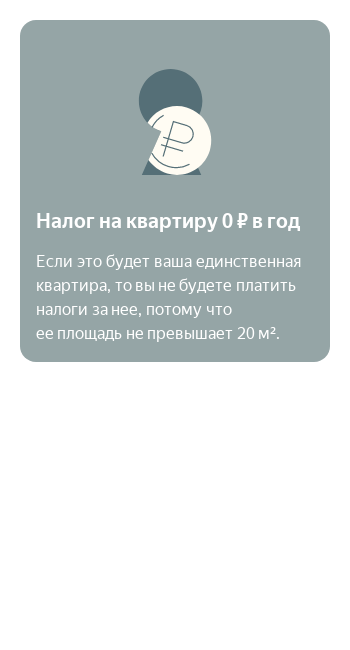 ₽
Налог на квартиру 0 ₽ в год
Если это будет ваша единственная
квартира, то вы не будете платить
налоги за нее, потому что
ее площадь не превышает 20 м².